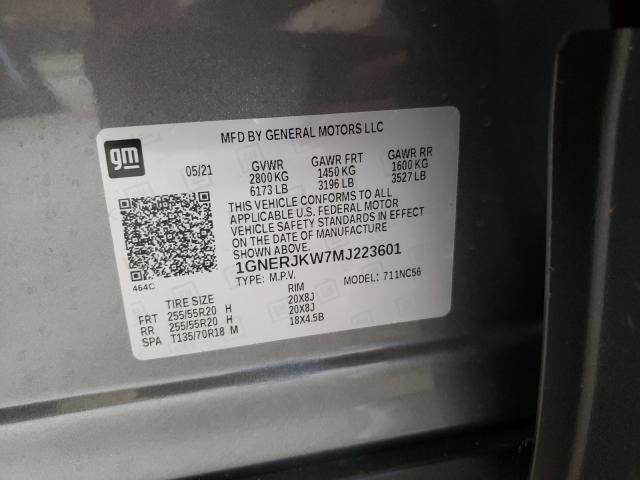 MFD BY GENERAL MOTORS LLC
gm
05/21 GVWR GAWR FRT GAWR RR
2800 KG 1450 KG 1600 KG
6173 LB 3196 LB 3527 LB
THIS VEHICLE CONFORMS TO ALL
APPLICABLE U.S. FEDERAL MOTOR
VEHICLE SAFETY STANDARDS IN EFFECT
ON THE DATE OF MANUFACTURE
SHOWN ABOVE.
1GNERJKW7MJ223601
464C TYPE: M.P.V. MODEL: 711NC56
TIRE SIZE RIM
FRT 255/55R20 H 20X8J
RR 255/55R20 H 20X8J
SPA T135/70R18 M 18X4.5B